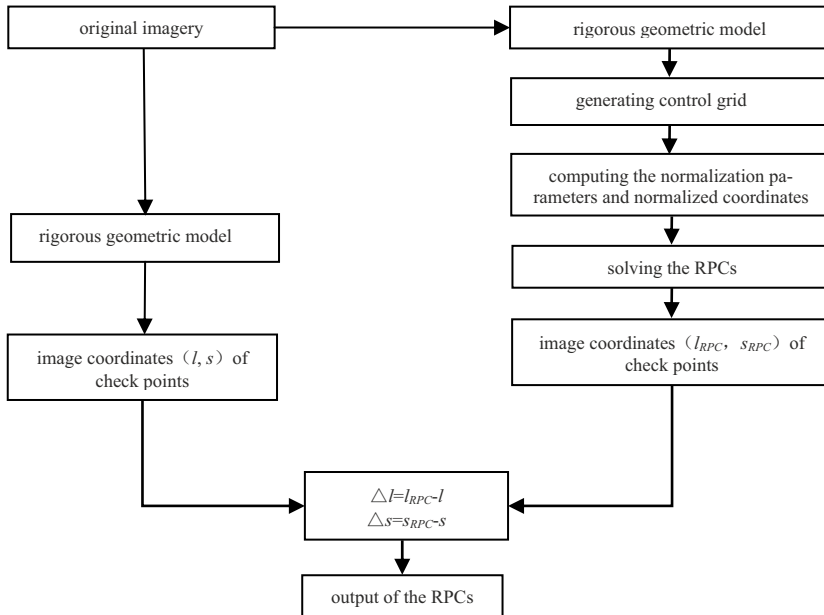 original imagery
rigorous geometric model
generating control grid
computing the normalization pa-
rameters and normalized coordinates
rigorous geometric model
solving the RPCs
image coordinates（l, s）of
check points
image coordinates（lRPC，sRPC）of
check points
△l=lRPC-l
△s=sRPC-s
output of the RPCs